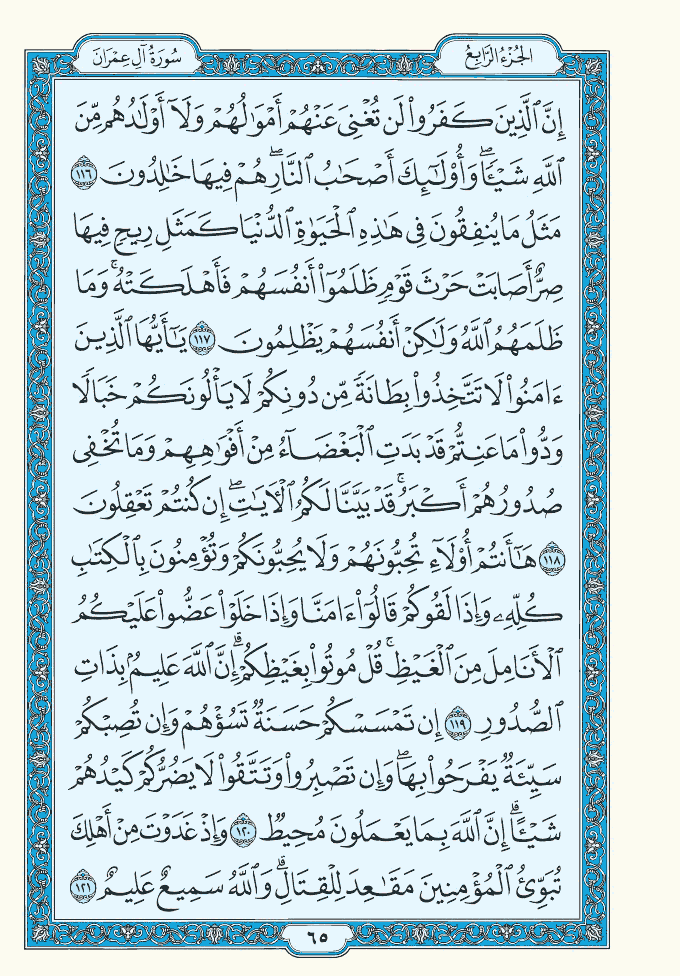 الجُزْءُ الرَّابِعُ
سُورَةُ آلِ عِمْرَانَ
إِنَّ ٱلَّذِينَ كَفَرُواْ لَن تُغْنِيَ عَنْهُمْ أَمْوَٰلُهُمْ وَلَآ أَوْلَٰدُهُم مِّنَ
ٱللَّهِ شَيْـًٔاۖ وَأُوْلَٰٓئِكَ أَصْحَٰبُ ٱلنَّارِۖ هُمْ فِيهَا خَٰلِدُونَ ١١٦
مَثَلُ مَا يُنفِقُونَ فِي هَٰذِهِ ٱلْحَيَوٰةِ ٱلدُّنْيَا كَمَثَلِ رِيحٍ فِيهَا
صِرٌّ أَصَابَتْ حَرْثَ قَوْمٍ ظَلَمُوٓاْ أَنفُسَهُمْ فَأَهْلَكَتْهُۚ وَمَا
ظَلَمَهُمُ ٱللَّهُ وَلَٰكِنْ أَنفُسَهُمْ يَظْلِمُونَ ١١٧ يَٰٓأَيُّهَا ٱلَّذِينَ
ءَامَنُواْ لَا تَتَّخِذُواْ بِطَانَةً مِّن دُونِكُمْ لَا يَأْلُونَكُمْ خَبَالًا
وَدُّواْ مَا عَنِتُّمْ قَدْ بَدَتِ ٱلْبَغْضَآءُ مِنْ أَفْوَٰهِهِمْ وَمَا تُخْفِي
صُدُورُهُمْ أَكْبَرُۚ قَدْ بَيَّنَّا لَكُمُ ٱلْأٓيَٰتِۖ إِن كُنتُمْ تَعْقِلُونَ
١١٨ هَٰٓأَنتُمْ أُوْلَآءِ تُحِبُّونَهُمْ وَلَا يُحِبُّونَكُمْ وَتُؤْمِنُونَ بِٱلْكِتَٰبِ
كُلِّهِۦ وَإِذَا لَقُوكُمْ قَالُوٓاْ ءَامَنَّا وَإِذَا خَلَوْاْ عَضُّواْ عَلَيْكُمُ
ٱلْأَنَامِلَ مِنَ ٱلْغَيْظِۚ قُلْ مُوتُواْ بِغَيْظِكُمْۗ إِنَّ ٱللَّهَ عَلِيمُۢ بِذَاتِ
ٱلصُّدُورِ ١١٩ إِن تَمْسَسْكُمْ حَسَنَةٌ تَسُؤْهُمْ وَإِن تُصِبْكُمْ
سَيِّئَةٌ يَفْرَحُواْ بِهَاۖ وَإِن تَصْبِرُواْ وَتَتَّقُواْ لَا يَضُرُّكُمْ كَيْدُهُمْ
شَيْـًٔاۗ إِنَّ ٱللَّهَ بِمَا يَعْمَلُونَ مُحِيطٌ ١٢٠ وَإِذْ غَدَوْتَ مِنْ أَهْلِكَ
تُبَوِّئُ ٱلْمُؤْمِنِينَ مَقَٰعِدَ لِلْقِتَالِۗ وَٱللَّهُ سَمِيعٌ عَلِيمٌ ١٢١
٦٥